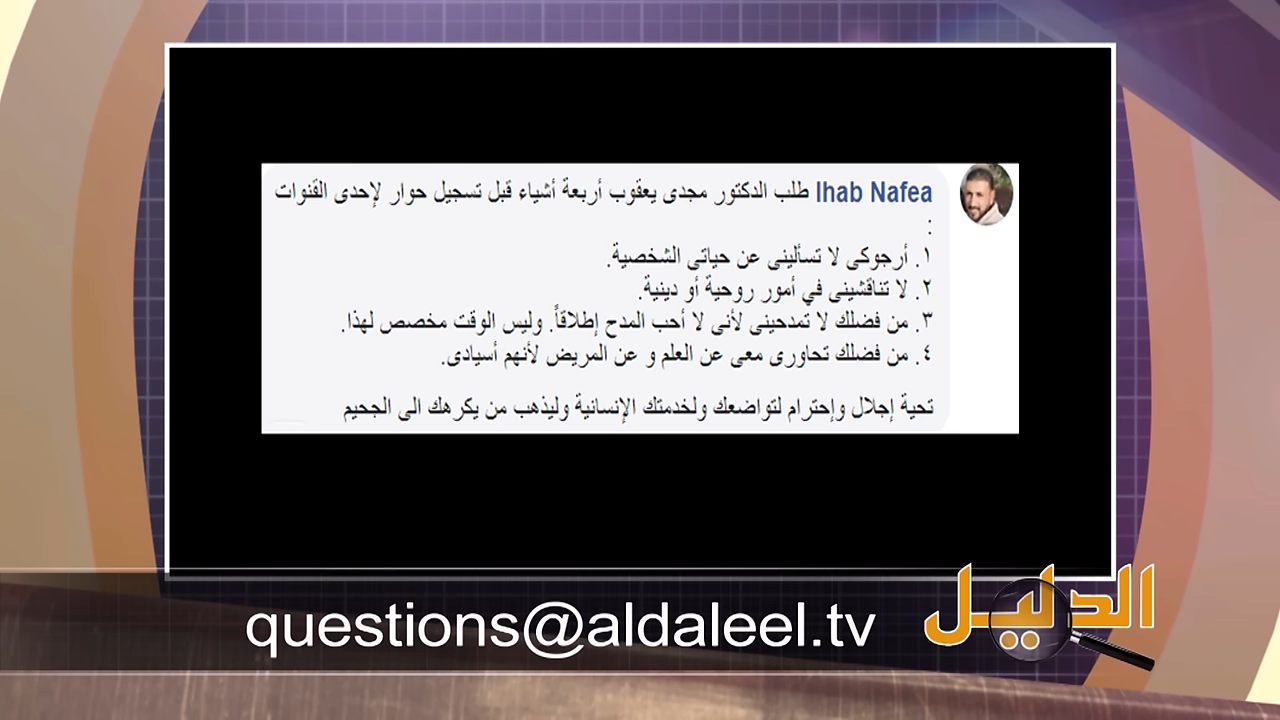 Ihab Nafea طلب الدكتور مجدى يعقوب أربعة أشياء قبل تسجيل حوار لإحدى القنوات
:
١. أرجوكى لا تسألينى عن حياتى الشخصية.
٢. لا تناقشينى في أمور روحية أو دينية.
٣. من فضلك لا تمدحينى لأنى لا أحب المدح إطلاقاً. وليس الوقت مخصص لهذا.
٤. من فضلك تحاورى معى عن العلم و عن المريض لأنهم أسيادى.
تحية إجلال وإحترام لتواضعك ولخدمتك الإنسانية وليذهب من يكرهك الى الجحيم
questions@aldaleel.tv
الدليل